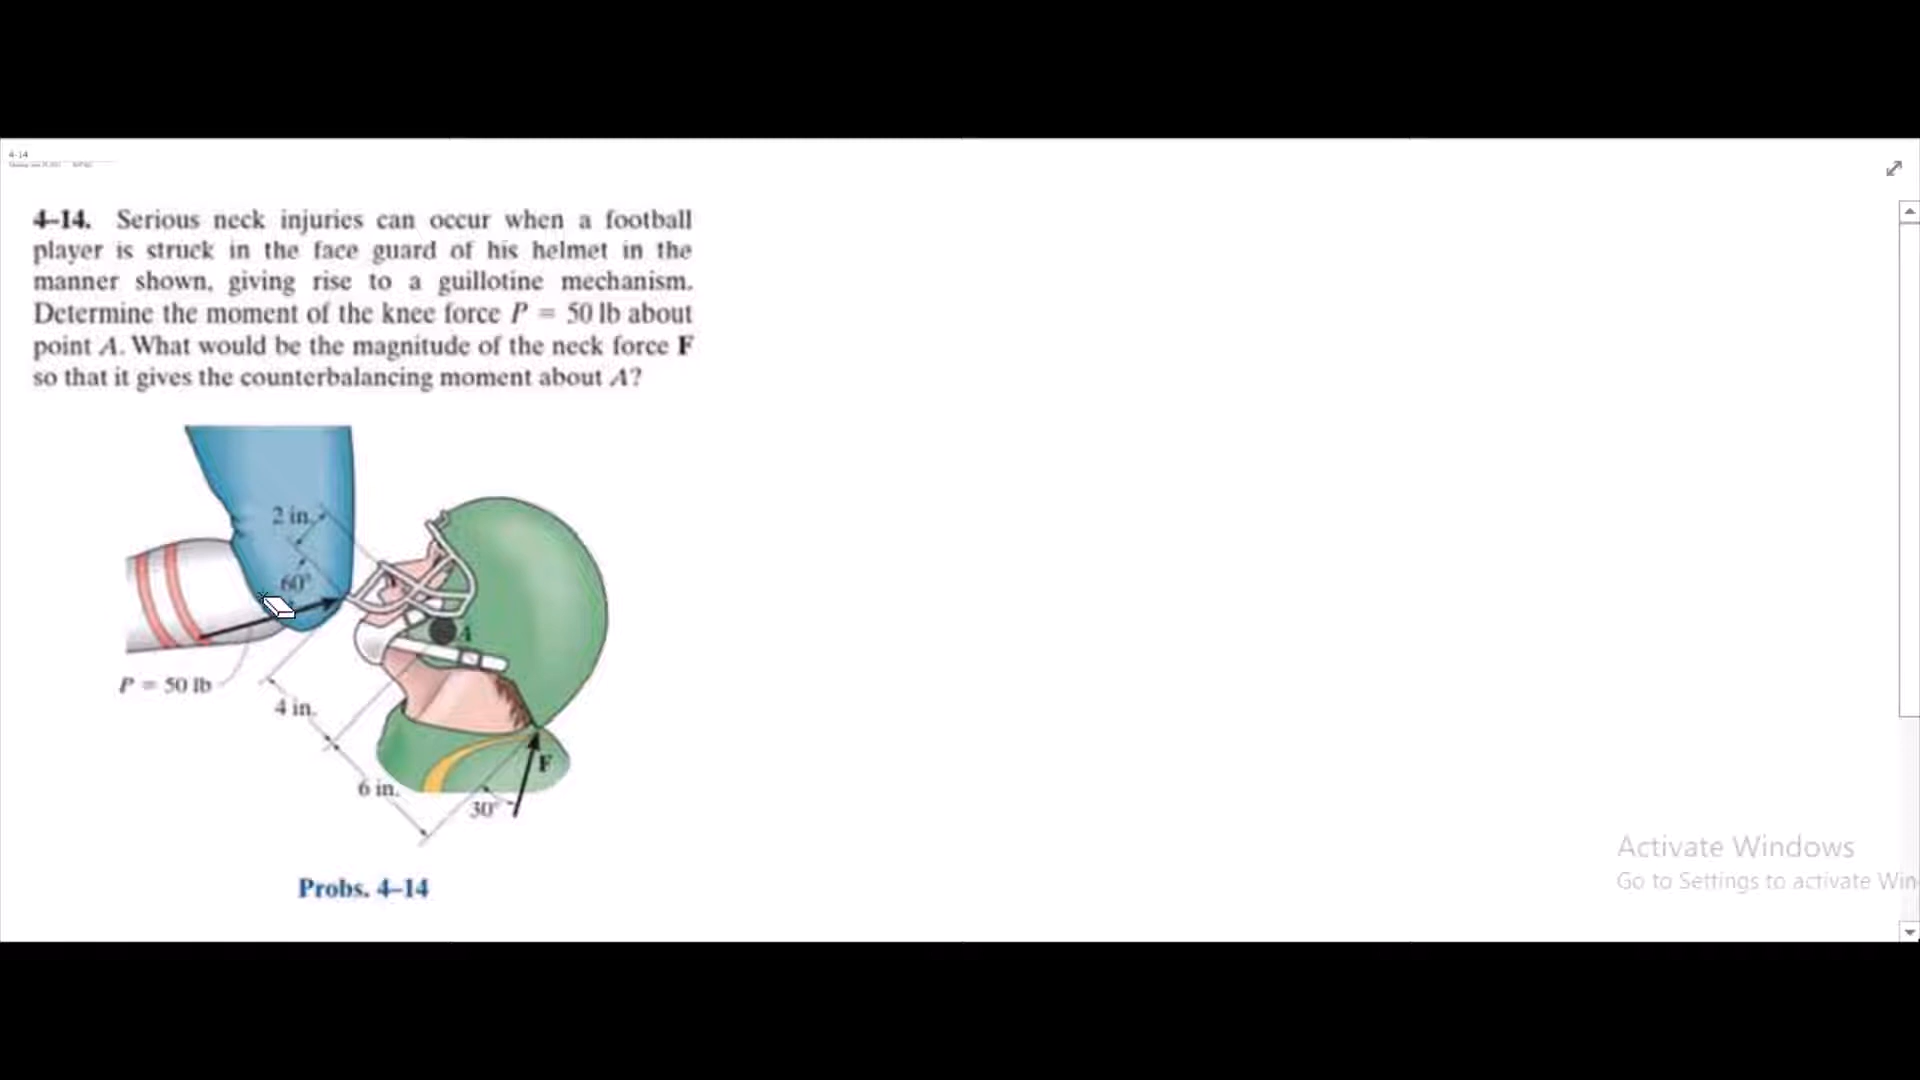 4-14
4–14. Serious neck injuries can occur when a football
player is struck in the face guard of his helmet in the
manner shown, giving rise to a guillotine mechanism.
Determine the moment of the knee force P = 50 lb about
point A. What would be the magnitude of the neck force F
so that it gives the counterbalancing moment about A?
2 in.
60°
A
P = 50 lb
4 in.
6 in.
F
30°
Probs. 4–14
Activate Windows
Go to Settings to activate Win